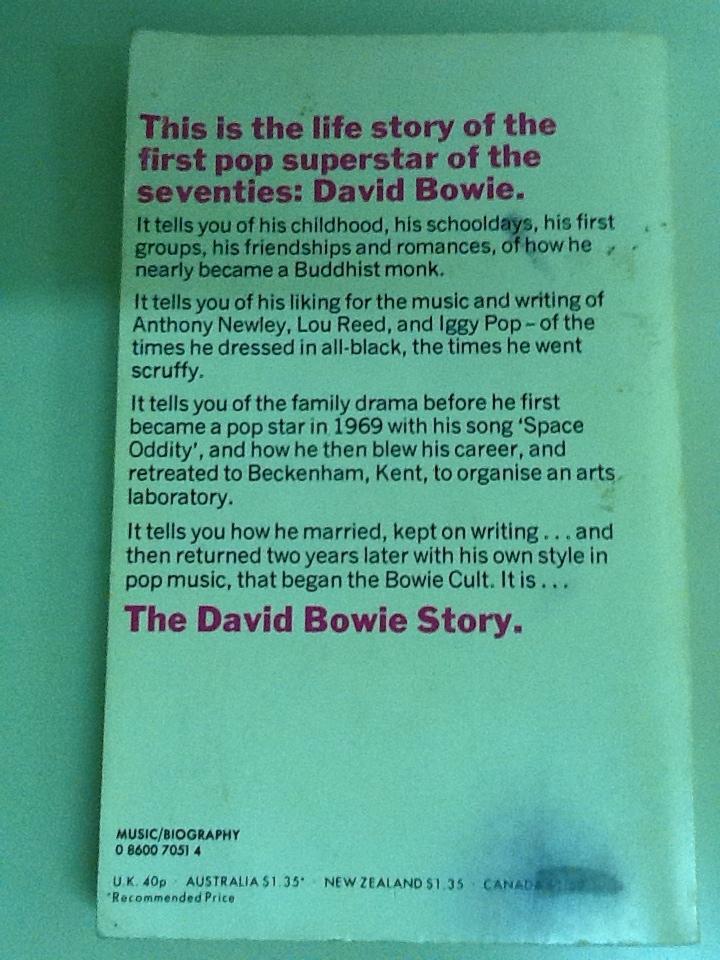 This is the life story of the
first pop superstar of the
seventies: David Bowie.
It tells you of his childhood, his schooldays, his first
groups, his friendships and romances, of how he
nearly became a Buddhist monk.
It tells you of his liking for the music and writing of
Anthony Newley, Lou Reed, and Iggy Pop – of the
times he dressed in all-black, the times he went
scruffy.
It tells you of the family drama before he first
became a pop star in 1969 with his song ‘Space
Oddity’, and how he then blew his career, and
retreated to Beckenham, Kent, to organise an arts
laboratory.
It tells you how he married, kept on writing . . . and
then returned two years later with his own style in
pop music, that began the Bowie Cult. It is . . .
The David Bowie Story.
MUSIC/BIOGRAPHY
0 8600 7051 4
U.K. 40p · AUSTRALIA $1.35* · NEW ZEALAND $1.35 · CANADA
*Recommended Price